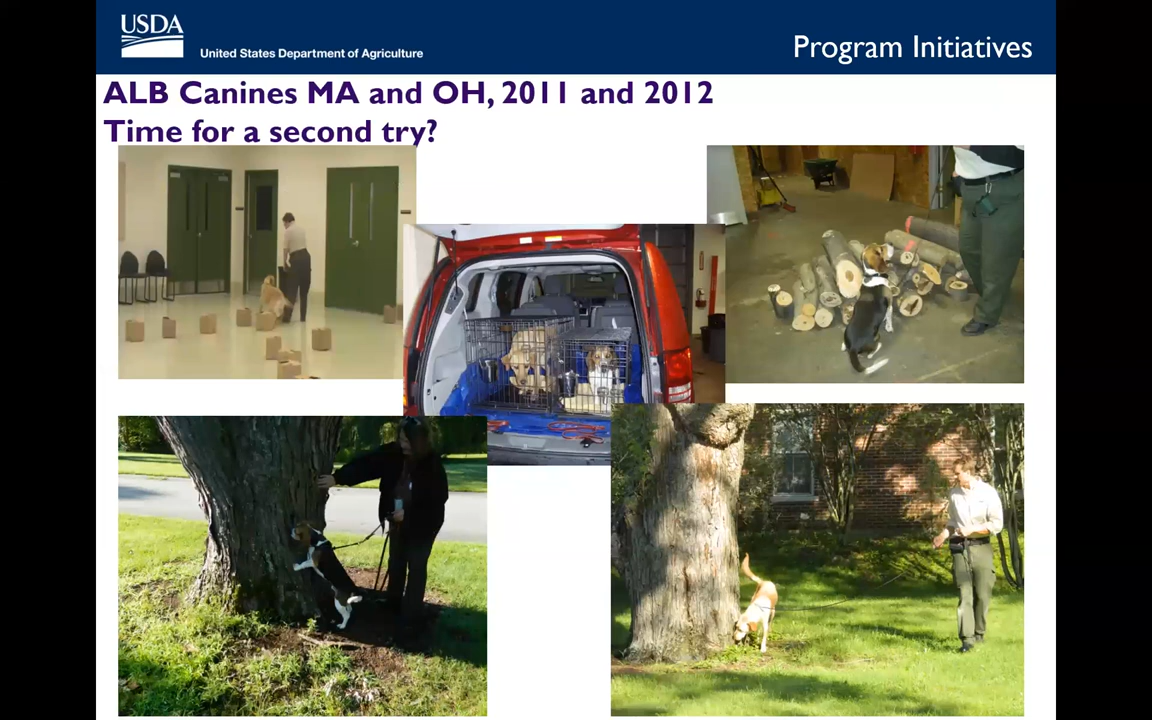 USDA
United States Department of Agriculture
Program Initiatives
ALB Canines MA and OH, 2011 and 2012
Time for a second try?